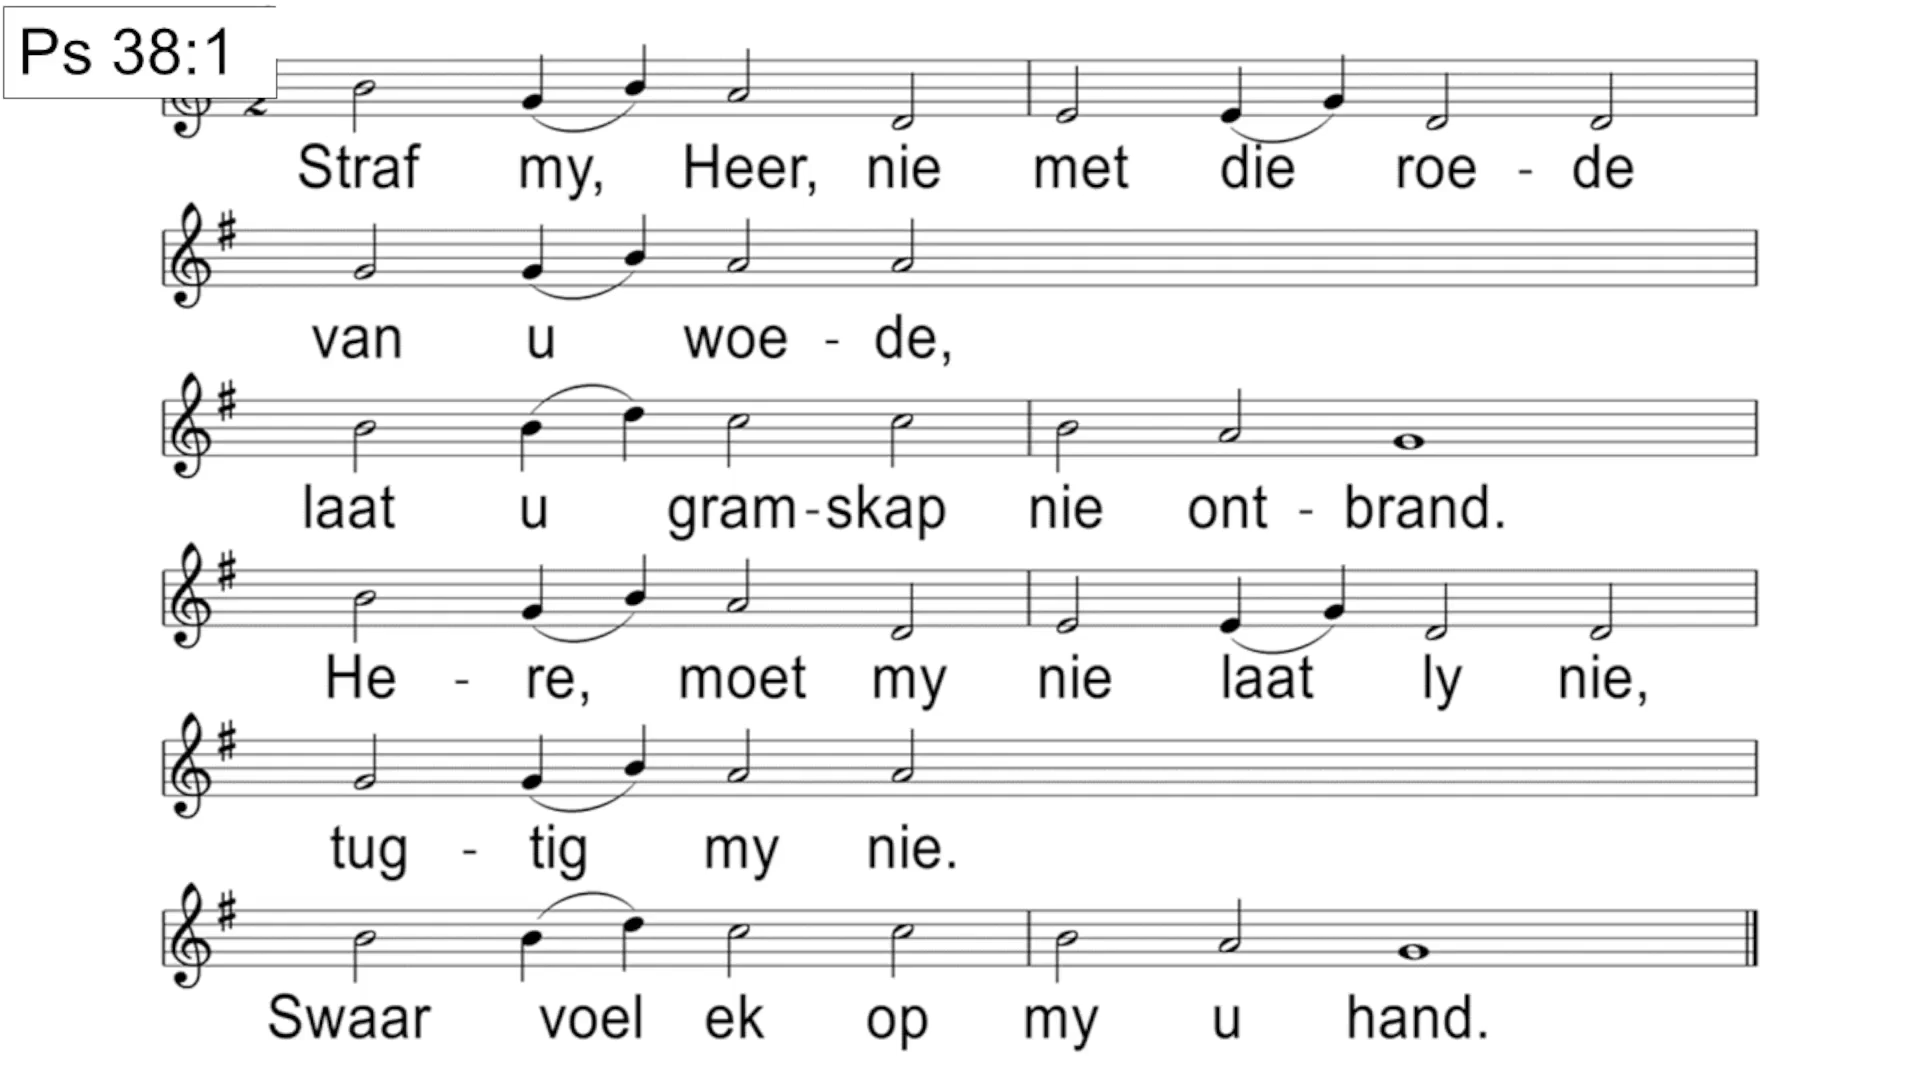 Ps 38:1
Straf my, Heer, nie met die roe - de
van u woe - de,
laat u gram - skap nie ont - brand.
He - re, moet my nie laat ly nie,
tug - tig my nie.
Swaar voel ek op my u hand.